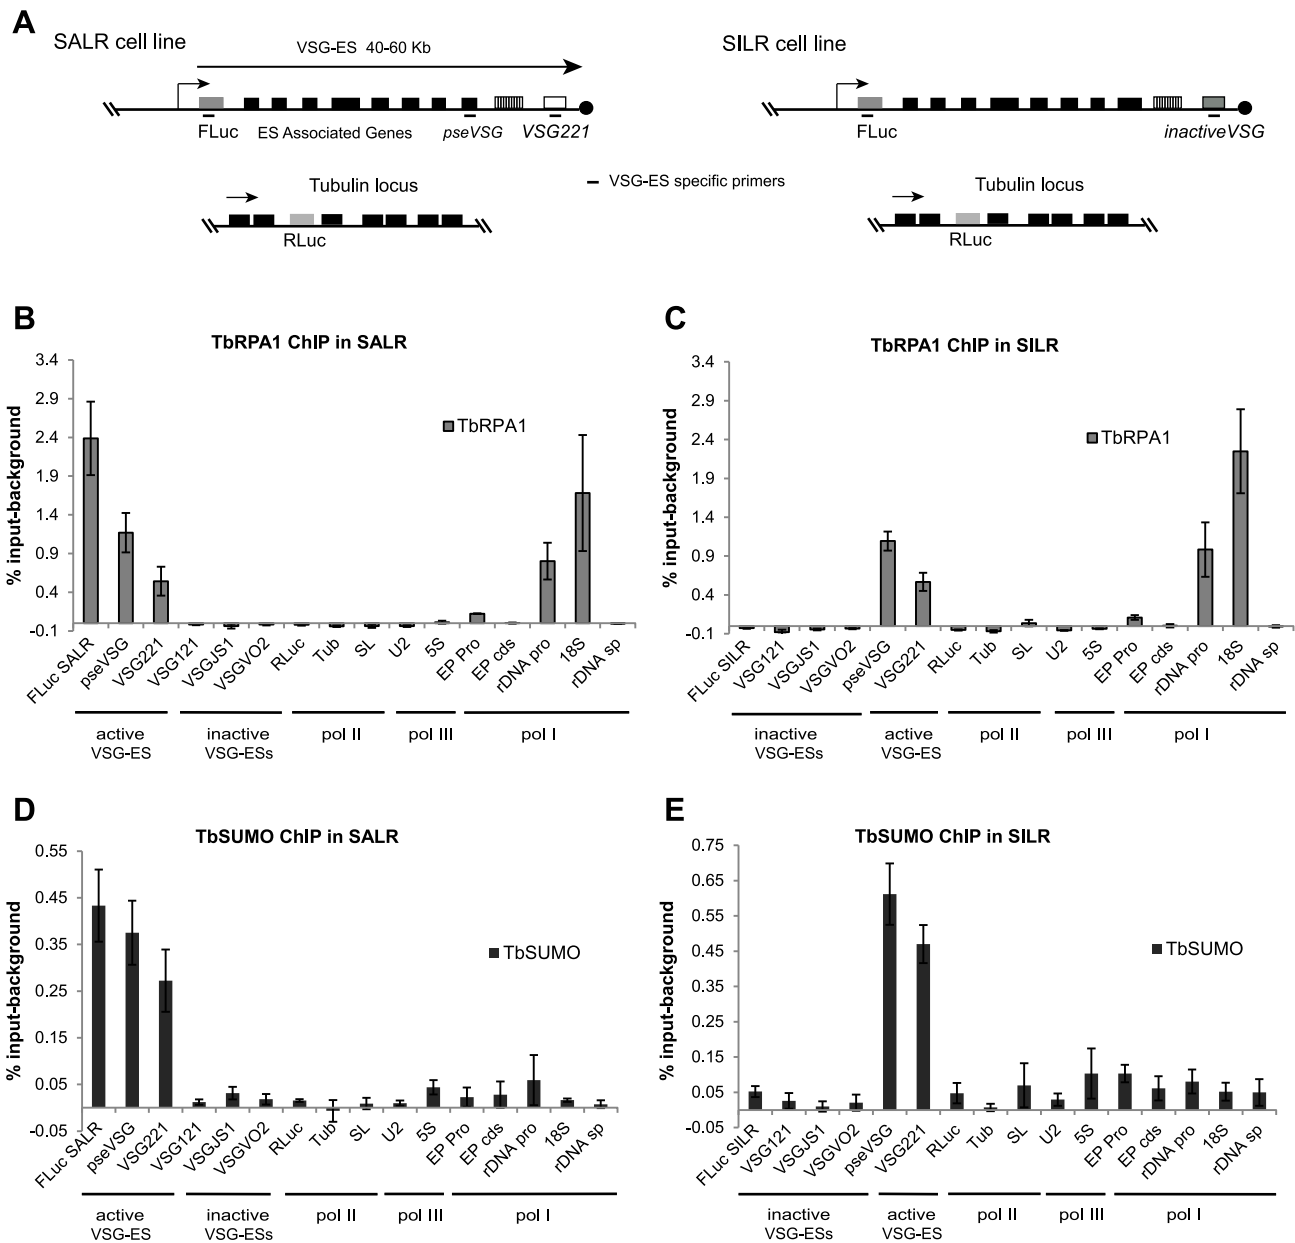 A
SALR cell line
VSG-ES 40-60 Kb
FLuc
ES Associated Genes
pseVSG
VSG221
Tubulin locus
RLuc
VSG-ES specific primers
SILR cell line
FLuc
inactiveVSG
Tubulin locus
RLuc
B
TbRPA1 ChIP in SALR
% input-background
3.4
2.9
2.4
1.9
1.4
0.9
0.4
-0.1
TbRPA1
FLuc SALR
pseVSG
VSG221
VSG121
VSGJS1
VSGVO2
RLuc
Tub
SL
U2
5S
EP Pro
EP cds
rDNA pro
18S
rDNA sp
active
VSG-ES
inactive
VSG-ESs
pol II
pol III
pol I
C
TbRPA1 ChIP in SILR
% input-background
3.4
2.9
2.4
1.9
1.4
0.9
0.4
-0.1
TbRPA1
FLuc SILR
VSG121
VSGJS1
VSGVO2
pseVSG
VSG221
RLuc
Tub
SL
U2
5S
EP Pro
EP cds
rDNA pro
18S
rDNA sp
inactive
VSG-ESs
active
VSG-ES
pol II
pol III
pol I
D
TbSUMO ChIP in SALR
% input-background
0.55
0.45
0.35
0.25
0.15
0.05
-0.05
TbSUMO
FLuc SALR
pseVSG
VSG221
VSG121
VSGJS1
VSGVO2
RLuc
Tub
SL
U2
5S
EP Pro
EP cds
rDNA pro
18S
rDNA sp
active
VSG-ES
inactive
VSG-ESs
pol II
pol III
pol I
E
TbSUMO ChIP in SILR
% input-background
0.75
0.65
0.55
0.45
0.35
0.25
0.15
0.05
-0.05
TbSUMO
FLuc SILR
VSG121
VSGJS1
VSGVO2
pseVSG
VSG221
RLuc
Tub
SL
U2
5S
EP Pro
EP cds
rDNA pro
18S
rDNA sp
inactive
VSG-ESs
active
VSG-ES
pol II
pol III
pol I